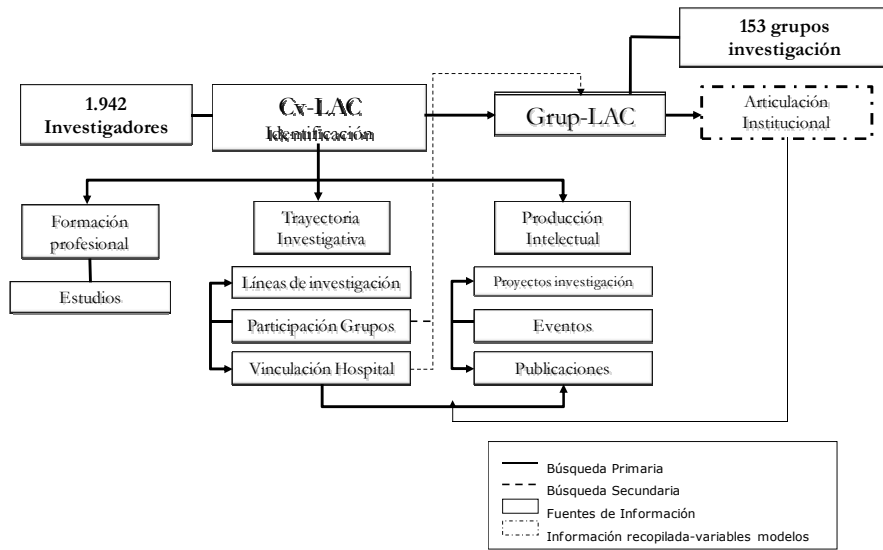 153 grupos
investigación
1.942
Investigadores
Cv-LAC
Identificación
Grup-LAC
Articulación
Institucional
Formación
profesional
Trayectoria
Investigativa
Producción
Intelectual
Estudios
Líneas de investigación
Participación Grupos
Vinculación Hospital
Proyectos investigación
Eventos
Publicaciones
Búsqueda Primaria
Búsqueda Secundaria
Fuentes de Información
Información recopilada-variables modelos